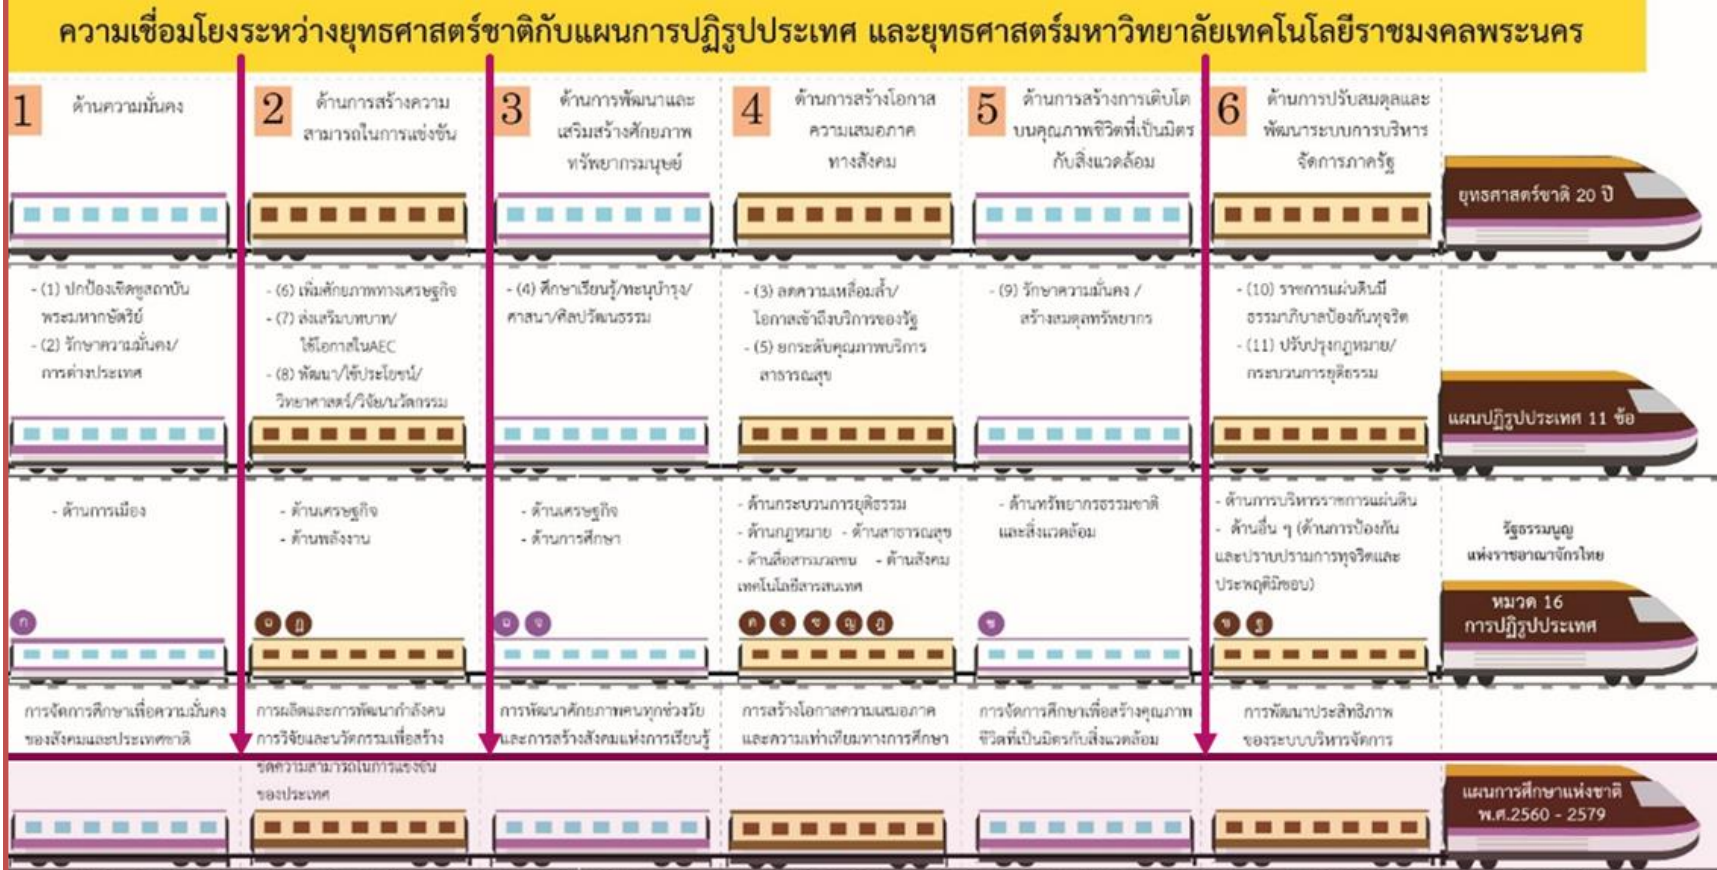 ความเชื่อมโยงระหว่างยุทธศาสตร์ชาติกับแผนการปฏิรูปประเทศ และยุทธศาสตร์มหาวิทยาลัยเทคโนโลยีราชมงคลพระนคร
1
ด้านความมั่นคง
2
ด้านการสร้างความ
สามารถในการแข่งขัน
3
ด้านการพัฒนาและ
เสริมสร้างศักยภาพ
ทรัพยากรมนุษย์
4
ด้านการสร้างโอกาส
ความเสมอภาค
ทางสังคม
5
ด้านการสร้างการเติบโต
บนคุณภาพชีวิตที่เป็นมิตร
กับสิ่งแวดล้อม
6
ด้านการปรับสมดุลและ
พัฒนาระบบการบริหาร
จัดการภาครัฐ
ยุทธศาสตร์ชาติ 20 ปี
- (1) ปกป้องเชิดชูสถาบัน
พระมหากษัตริย์
- (2) รักษาความมั่นคง/
การต่างประเทศ
- (6) เพิ่มศักยภาพทางเศรษฐกิจ
- (7) ส่งเสริมบทบาท/
ใช้โอกาสในAEC
- (8) พัฒนา/ใช้ประโยชน์/
วิทยาศาสตร์/วิจัย/นวัตกรรม
- (4) ศึกษาเรียนรู้/ทะนุบำรุง/
ศาสนา/ศิลปวัฒนธรรม
- (3) ลดความเหลื่อมล้ำ/
โอกาสเข้าถึงบริการของรัฐ
- (5) ยกระดับคุณภาพบริการ
สาธารณสุข
- (9) รักษาความมั่นคง /
สร้างสมดุลทรัพยากร
- (10) ราชการแผ่นดินมี
ธรรมาภิบาลป้องกันทุจริต
- (11) ปรับปรุงกฎหมาย/
กระบวนการยุติธรรม
แผนปฏิรูปประเทศ 11 ข้อ
- ด้านการเมือง
ก
- ด้านเศรษฐกิจ
- ด้านพลังงาน
- ด้านเศรษฐกิจ
- ด้านการศึกษา
- ด้านกระบวนการยุติธรรม
- ด้านกฎหมาย - ด้านสาธารณสุข
- ด้านสื่อสารมวลชน - ด้านสังคม
เทคโนโลยีสารสนเทศ
- ด้านทรัพยากรธรรมชาติ
และสิ่งแวดล้อม
- ด้านการบริหารราชการแผ่นดิน
- ด้านอื่น ๆ (ด้านการป้องกัน
และปราบปรามการทุจริตและ
ประพฤติมิชอบ)
รัฐธรรมนูญ
แห่งราชอาณาจักรไทย
หมวด 16
การปฏิรูปประเทศ
การจัดการศึกษาเพื่อความมั่นคง
ของสังคมและประเทศชาติ
การผลิตและการพัฒนากำลังคน
การวิจัยและนวัตกรรมเพื่อสร้าง
ขีดความสามารถในการแข่งขัน
ของประเทศ
การพัฒนาศักยภาพคนทุกช่วงวัย
และการสร้างสังคมแห่งการเรียนรู้
การสร้างโอกาสความเสมอภาค
และความเท่าเทียมทางการศึกษา
การจัดการศึกษาเพื่อสร้างคุณภาพ
ชีวิตที่เป็นมิตรกับสิ่งแวดล้อม
การพัฒนาประสิทธิภาพ
ของระบบบริหารจัดการ
แผนการศึกษาแห่งชาติ
พ.ศ.2560 - 2579